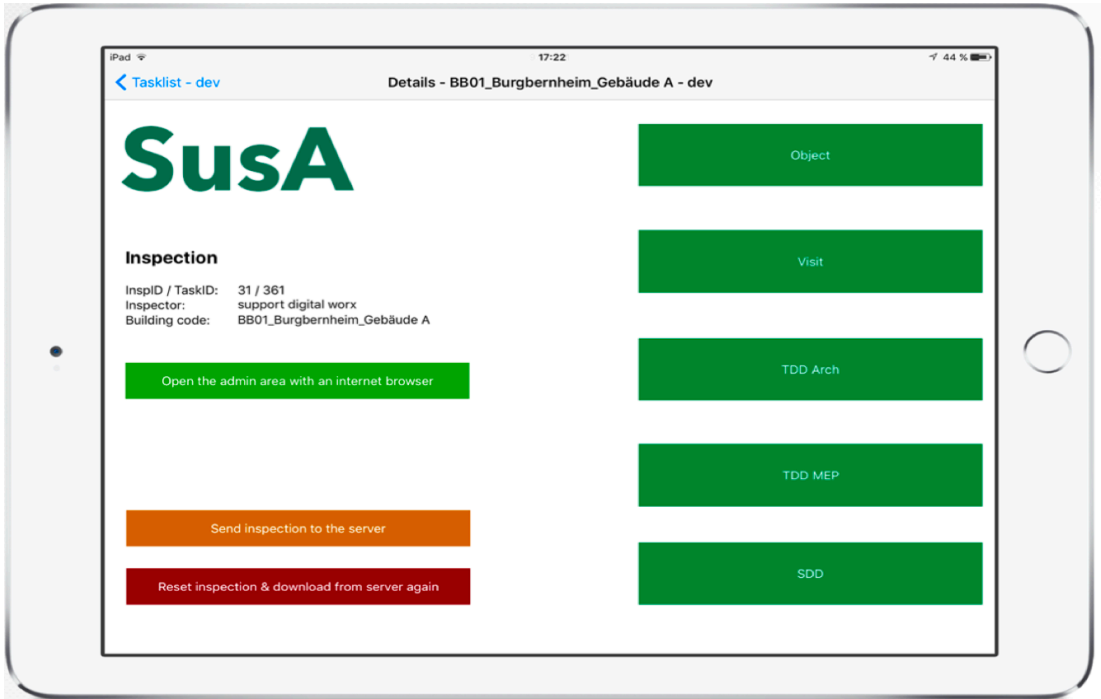 iPad 17:22 44 %
Tasklist - dev Details - BB01_Burgbernheim_Gebäude A - dev
SusA
Inspection
InspID / TaskID: 31 / 361
Inspector: support digital worx
Building code: BB01_Burgbernheim_Gebäude A
Open the admin area with an internet browser
Send inspection to the server
Reset inspection & download from server again
Object
Visit
TDD Arch
TDD MEP
SDD